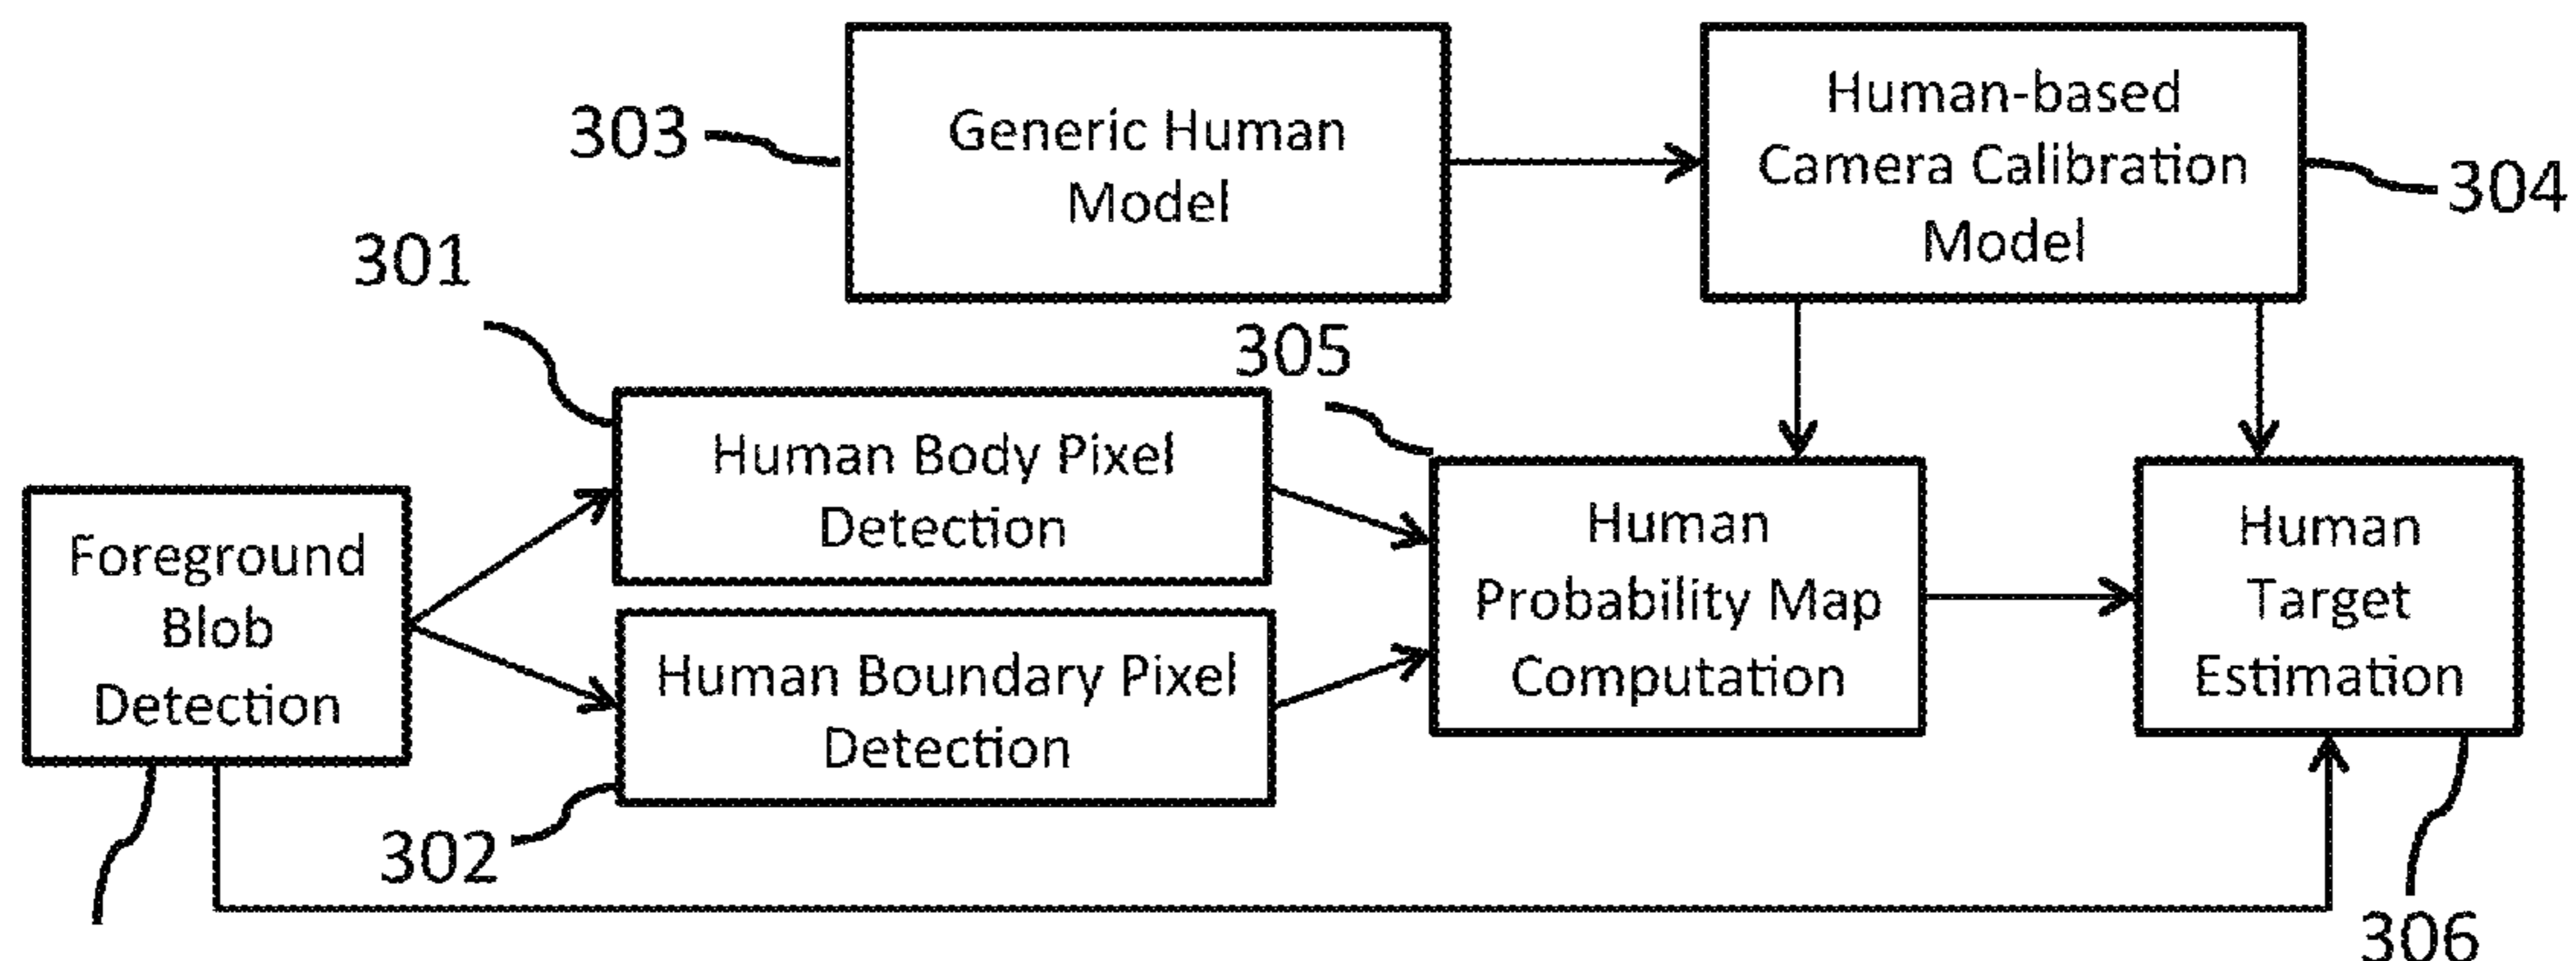 303
Generic Human
Model
Human-based
Camera Calibration
Model
304
301
305
Human Body Pixel
Detection
Foreground
Blob
Detection
Human Boundary Pixel
Detection
302
Human
Probability Map
Computation
Human
Target
Estimation
306